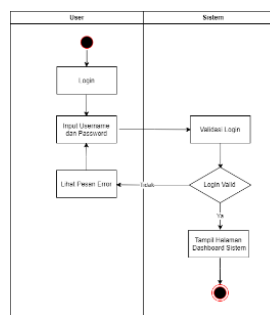 User
Sistem
Login
Input Username
dan Password
Validasi Login
Lihat Pesan Error
Tidak
Login Valid
Ya
Tampil Halaman
Dashboard Sistem